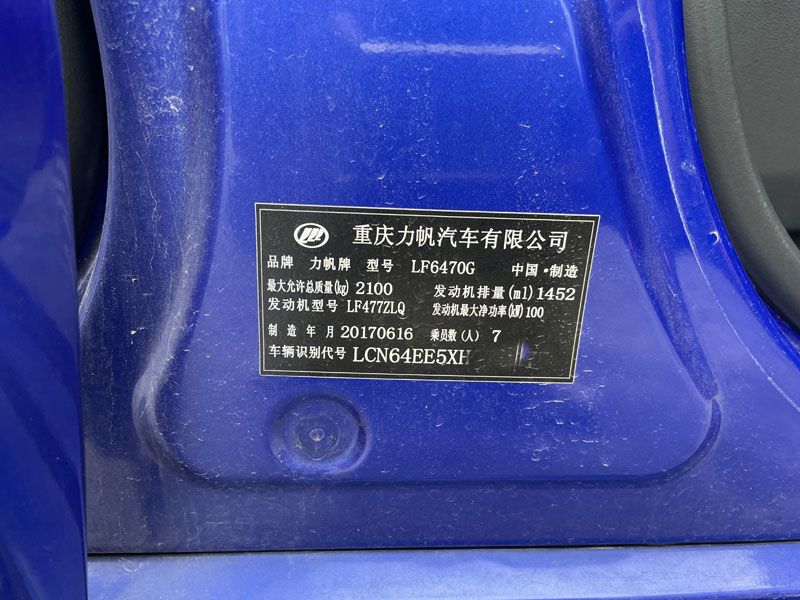 重庆力帆汽车有限公司
品牌 力帆牌 型号 LF6470G 中国·制造
最大允许总质量(kg) 2100 发动机排量(ml) 1452
发动机型号 LF477ZLQ 发动机最大净功率(kW) 100
制造年月 20170616 乘员数(人) 7
车辆识别代号 LCN64EE5XH